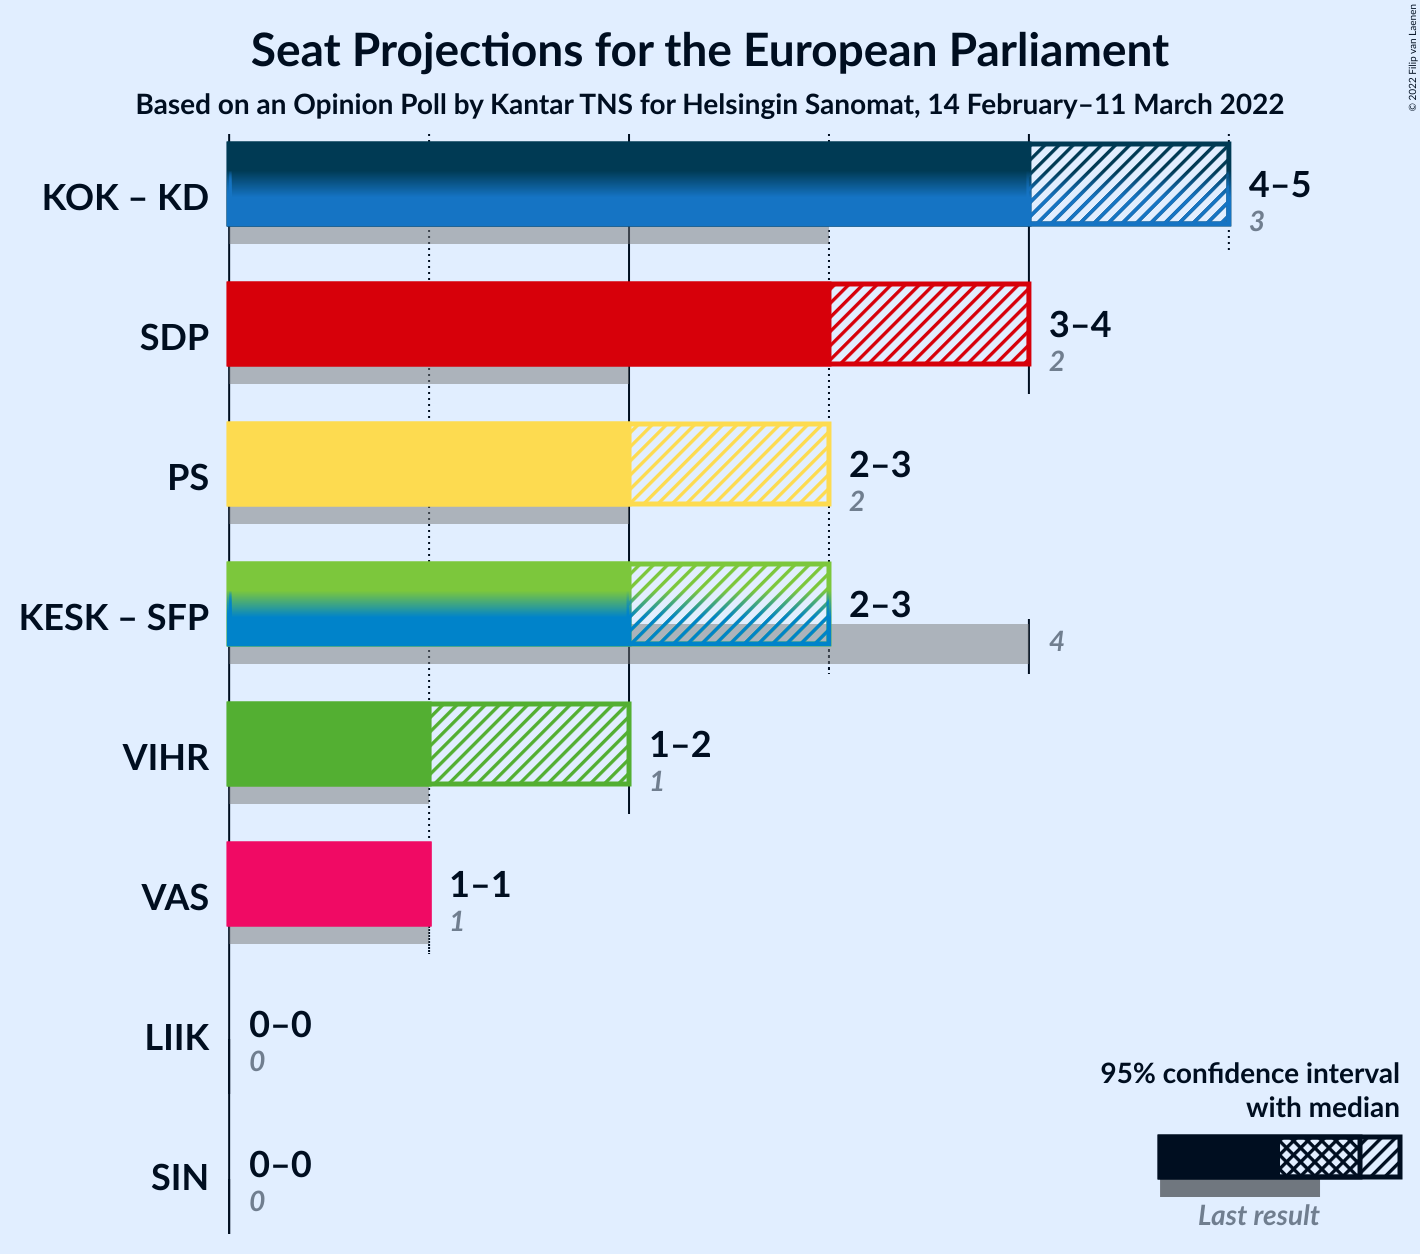 Seat Projections for the European Parliament
Based on an Opinion Poll by Kantar TNS for Helsingin Sanomat, 14 February–11 March 2022
© 2022 Filip van Laenen
KOK – KD
4–5
3
SDP
3–4
2
PS
2–3
2
KESK – SFP
2–3
4
VIHR
1–2
1
VAS
1–1
1
LIIK
0–0
0
SIN
0–0
0
95% confidence interval
with median
Last result